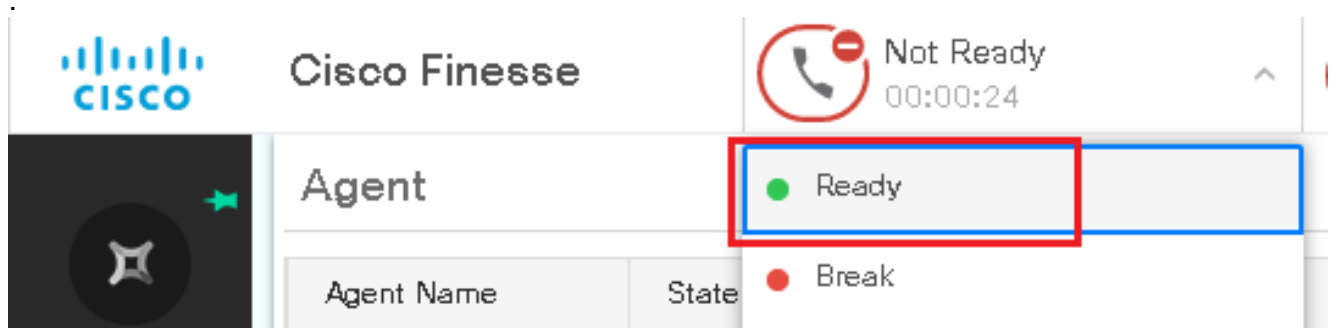 .
CISCO
Cisco Finesse
Not Ready
00:00:24
Agent
Ready
Agent Name
State
Break